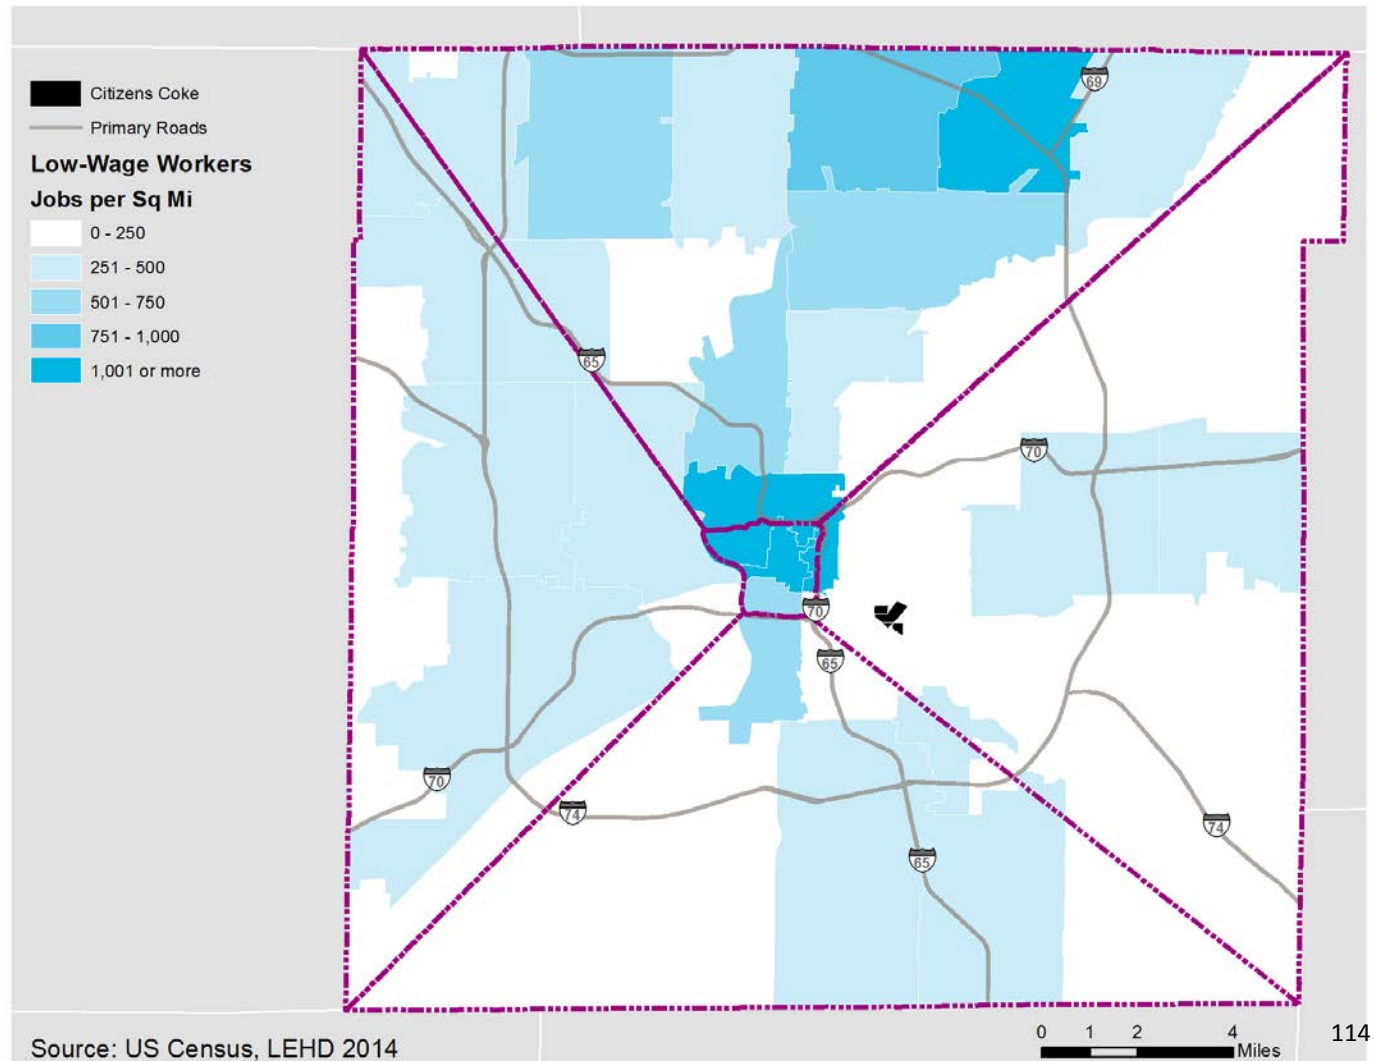 Citizens Coke
Primary Roads
Low-Wage Workers
Jobs per Sq Mi
0 - 250
251 - 500
501 - 750
751 - 1,000
1,001 or more
69
65
70
70
65
70
74
74
65
Source: US Census, LEHD 2014
0 1 2 4
Miles
114